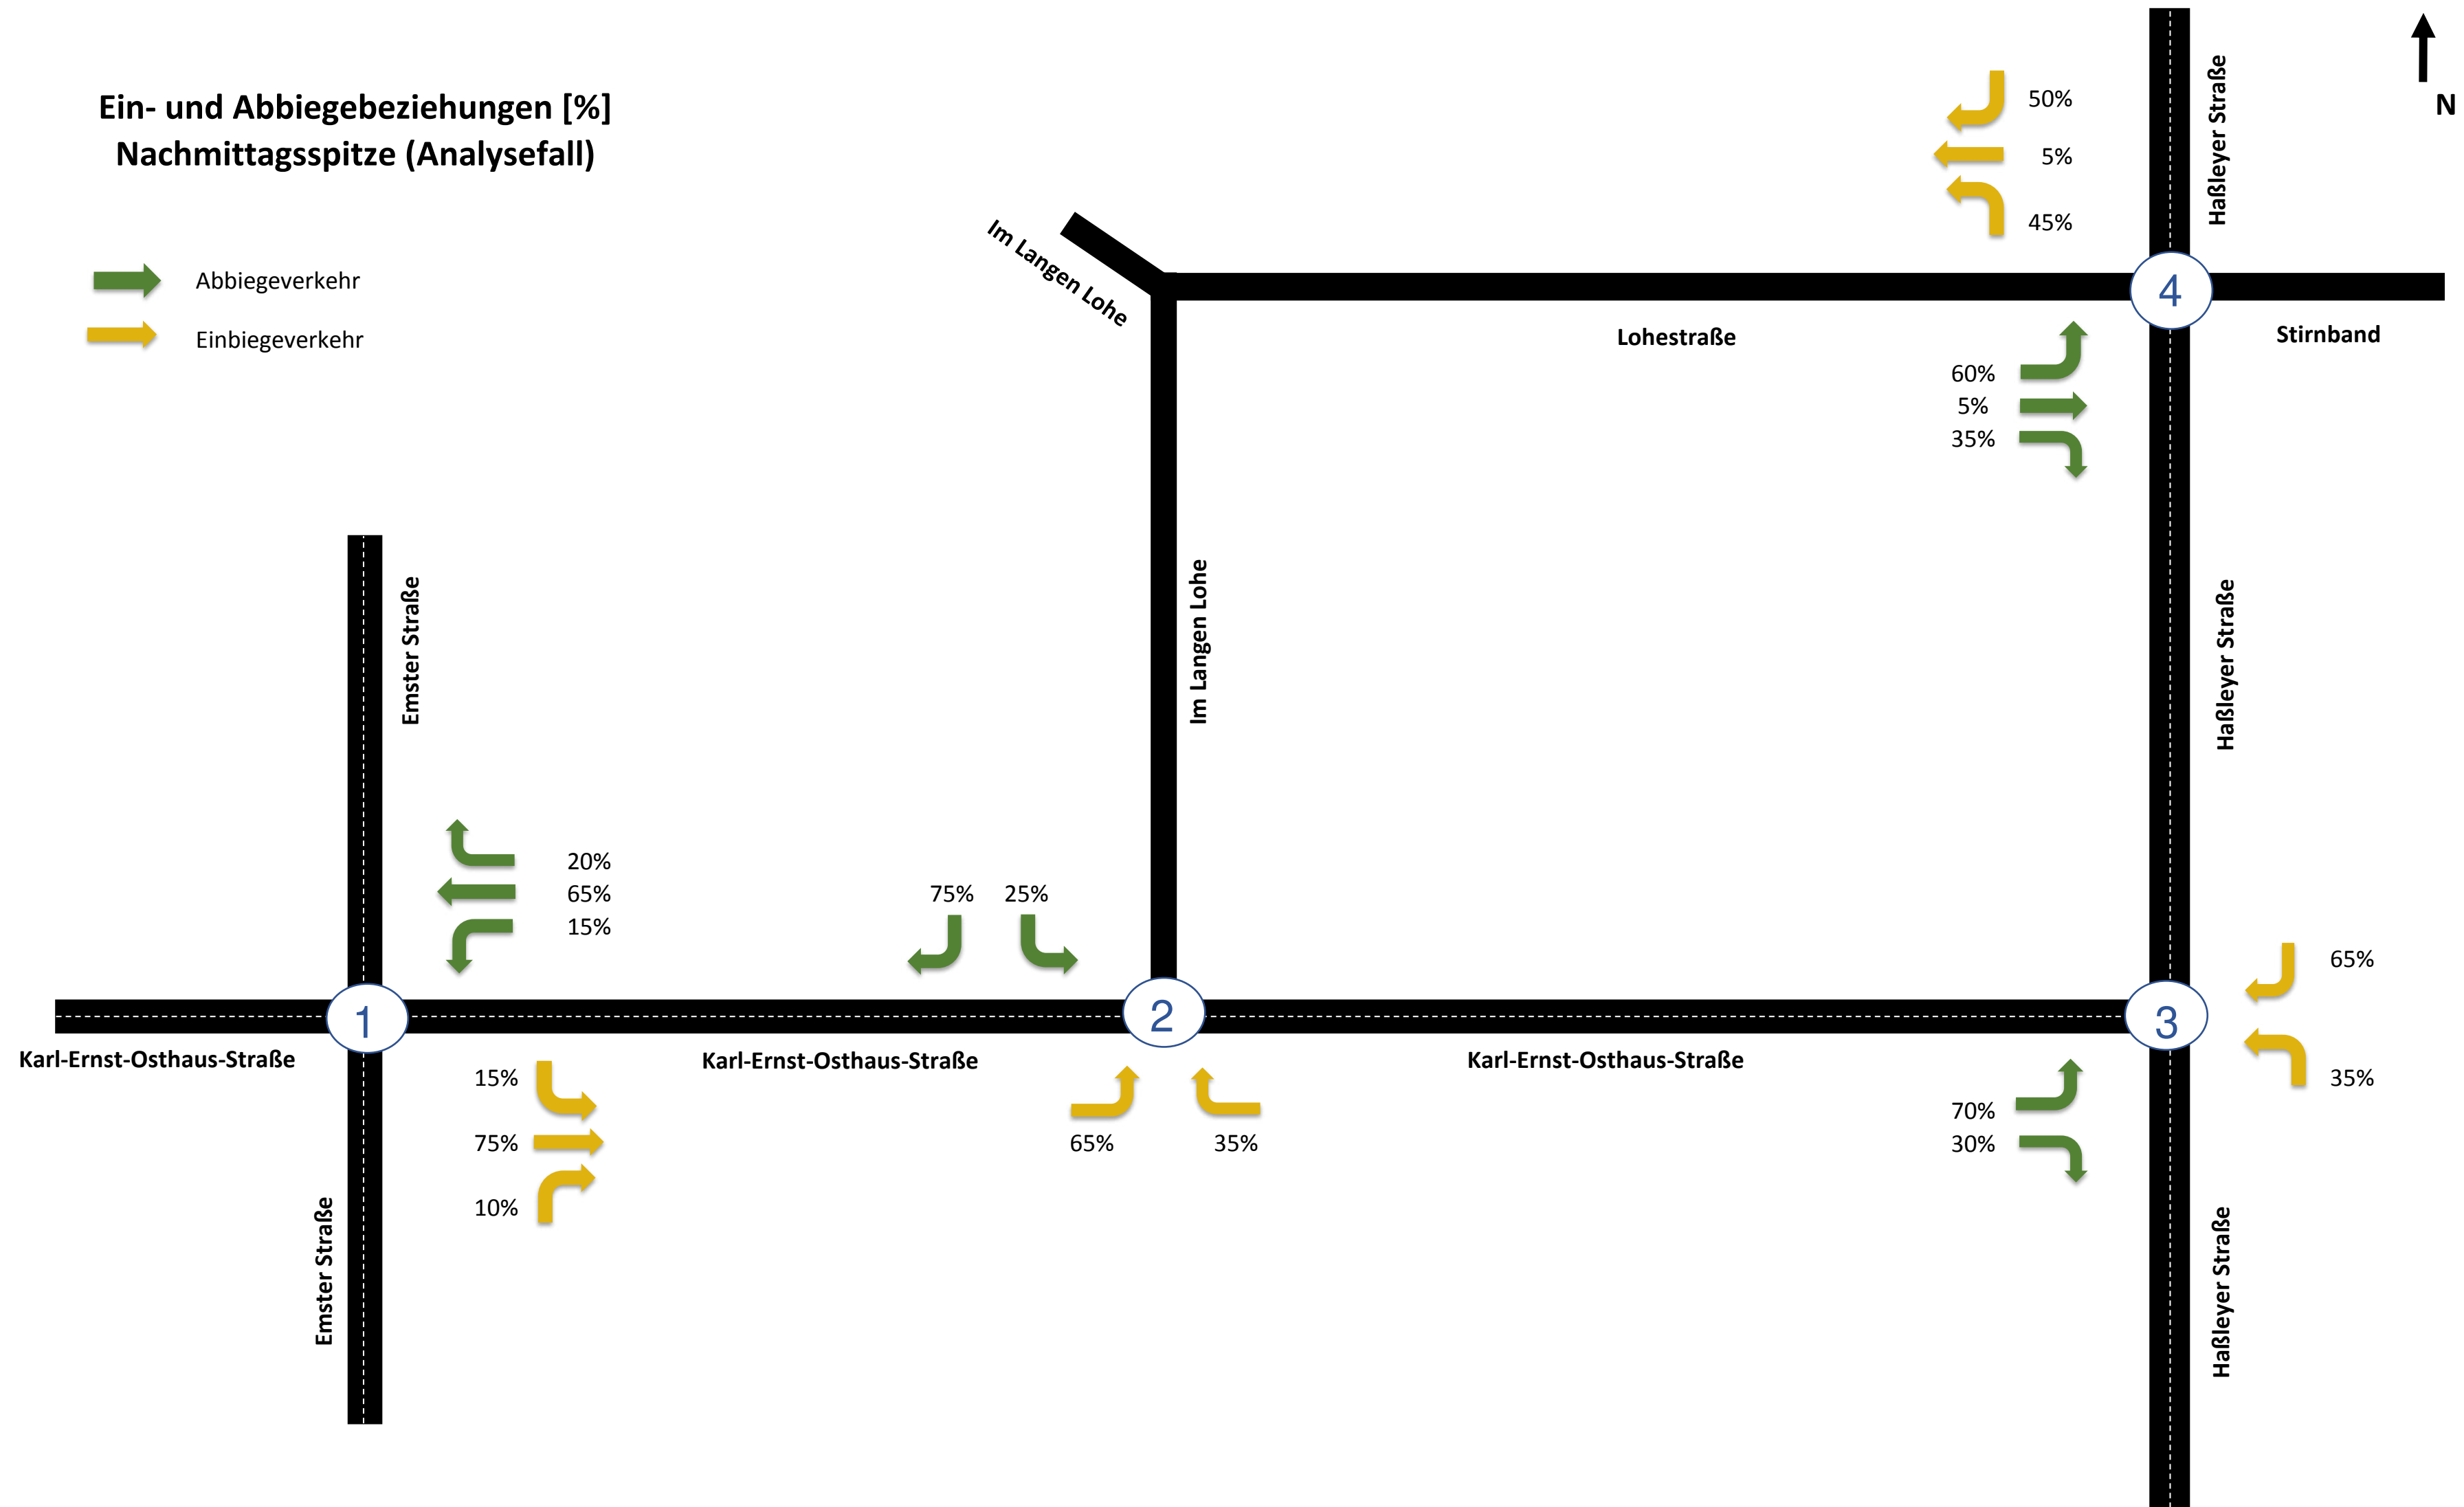 Ein- und Abbiegebeziehungen [%]
Nachmittagsspitze (Analysefall)
Abbiegeverkehr
Einbiegeverkehr
N
50%
5%
45%
Haßleyer Straße
Im Langen Lohe
4
Lohestraße
Stirnband
60%
5%
35%
Emster Straße
Im Langen Lohe
Haßleyer Straße
20%
65%
15%
75%
25%
65%
35%
1
2
3
Karl-Ernst-Osthaus-Straße
Karl-Ernst-Osthaus-Straße
Karl-Ernst-Osthaus-Straße
15%
75%
10%
65%
35%
70%
30%
Emster Straße
Haßleyer Straße